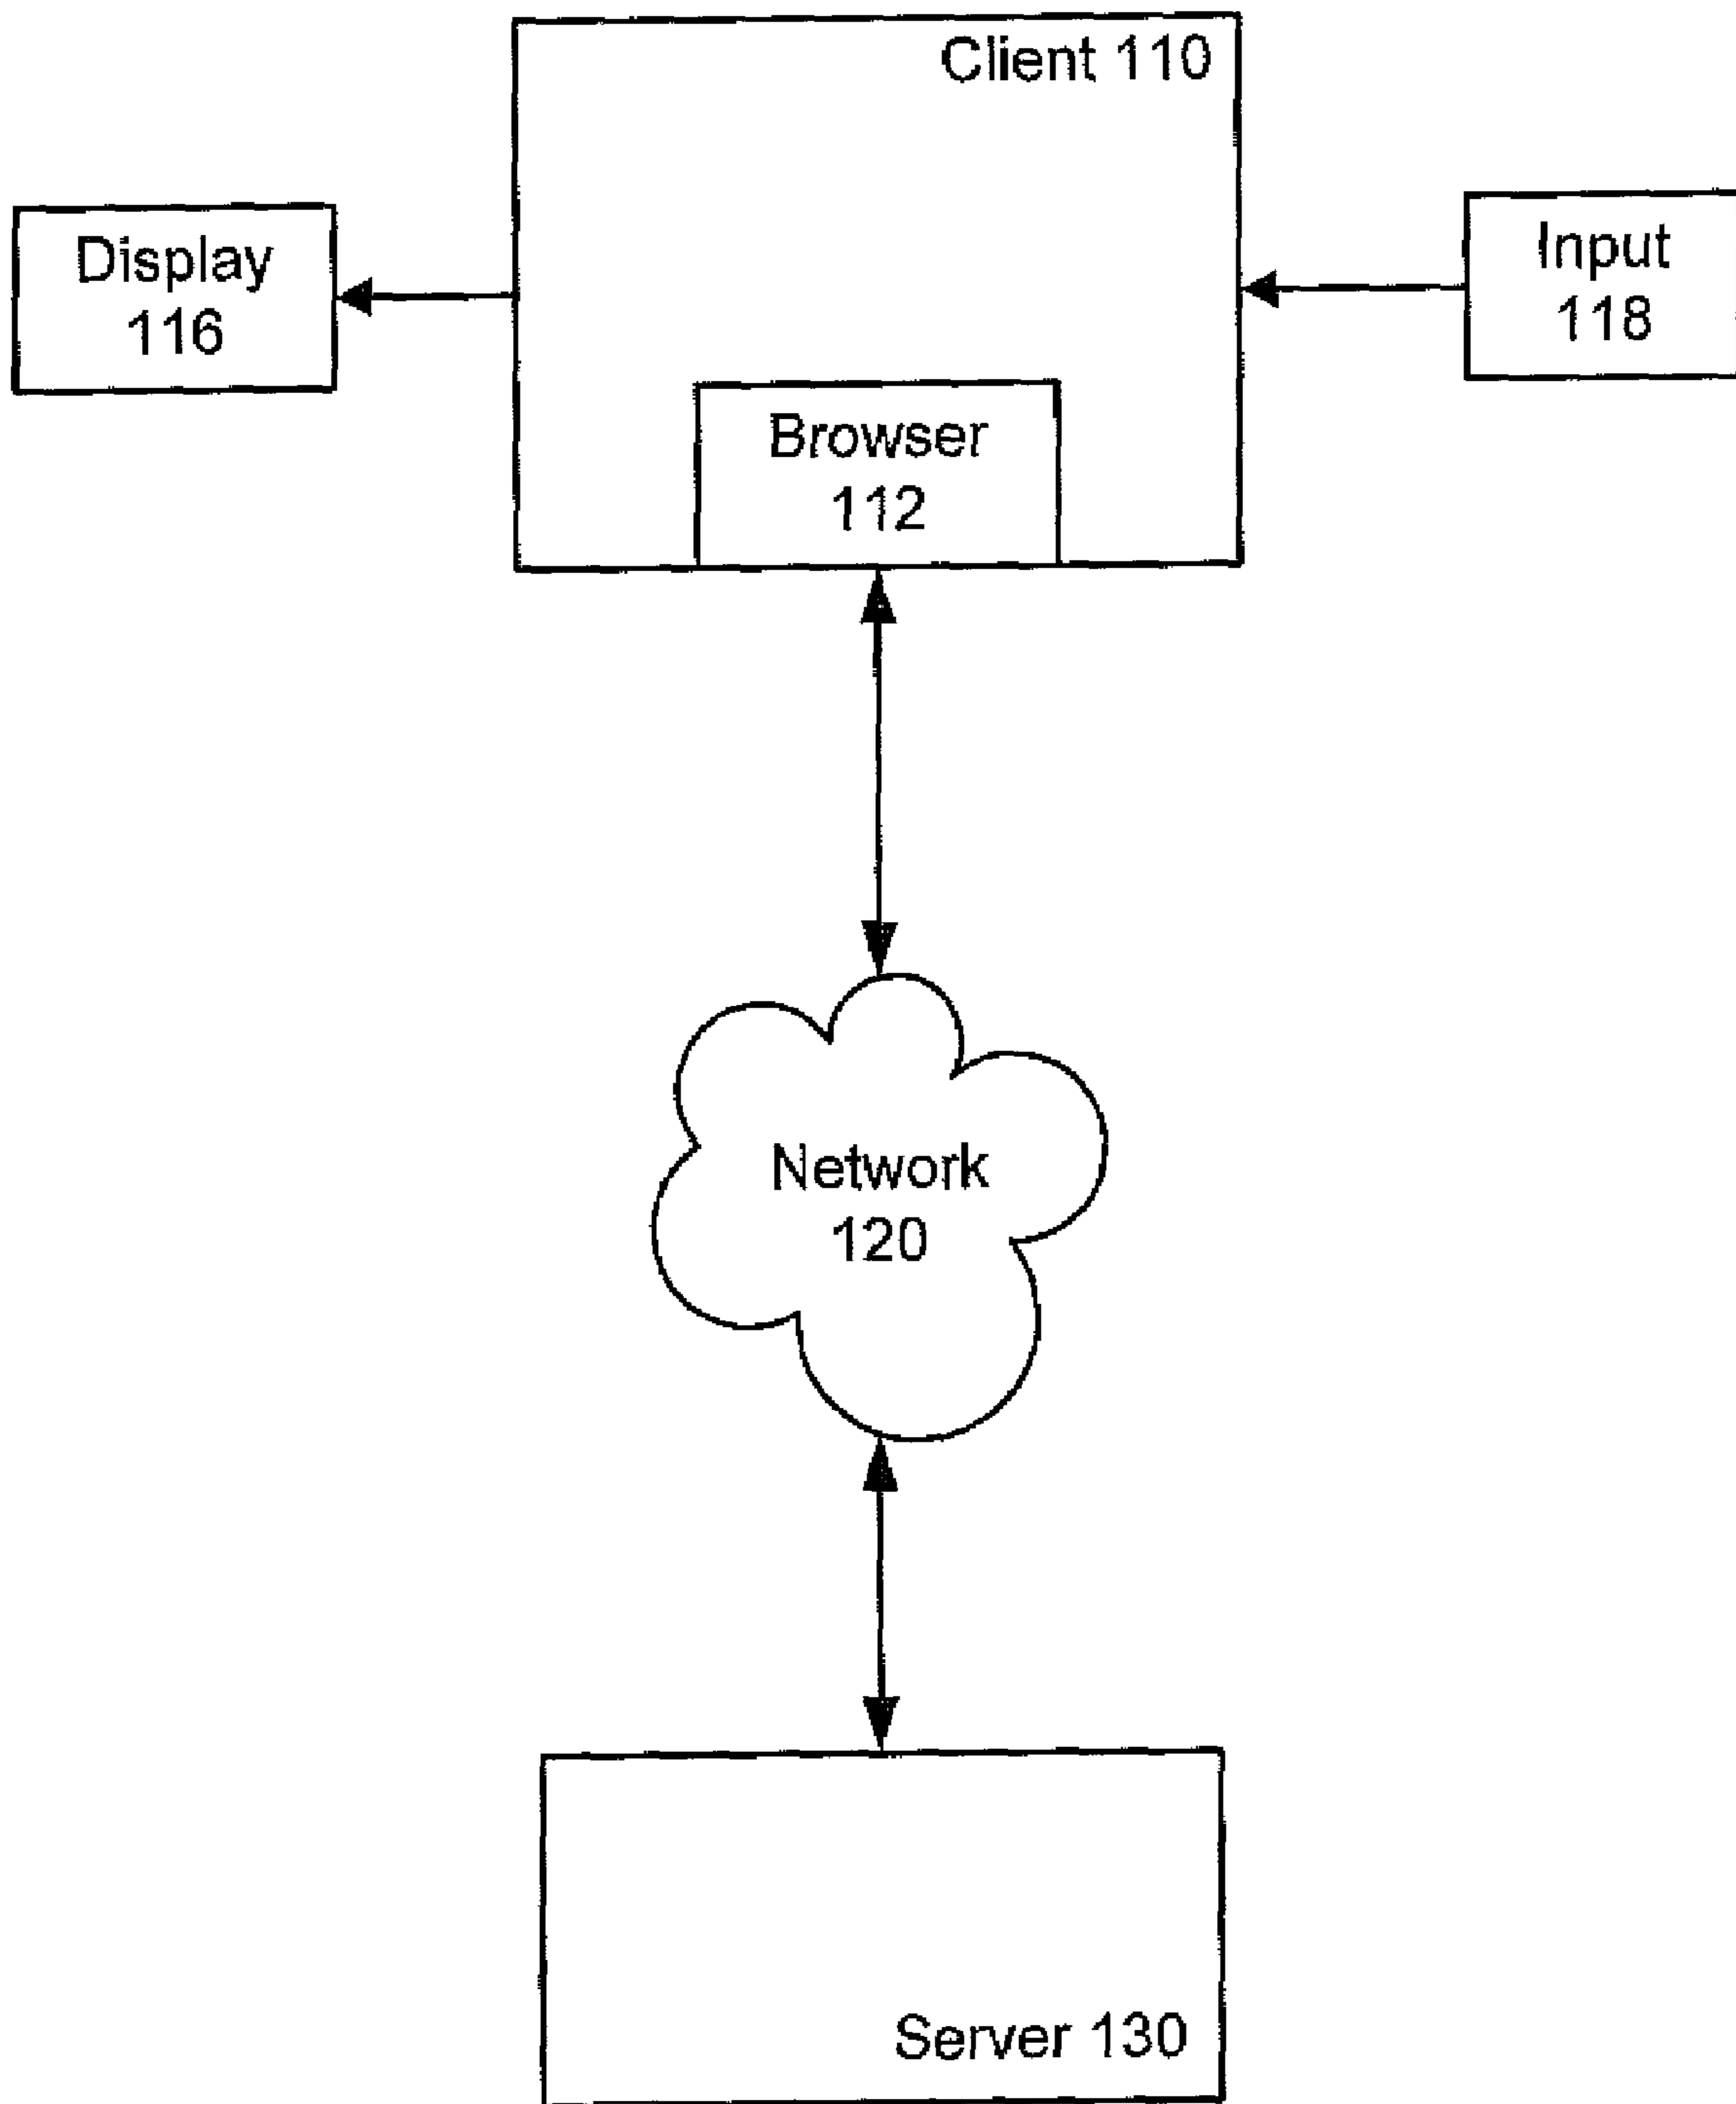 Client 110
Display
116
Input
118
Browser
112
Network
120
Server 130